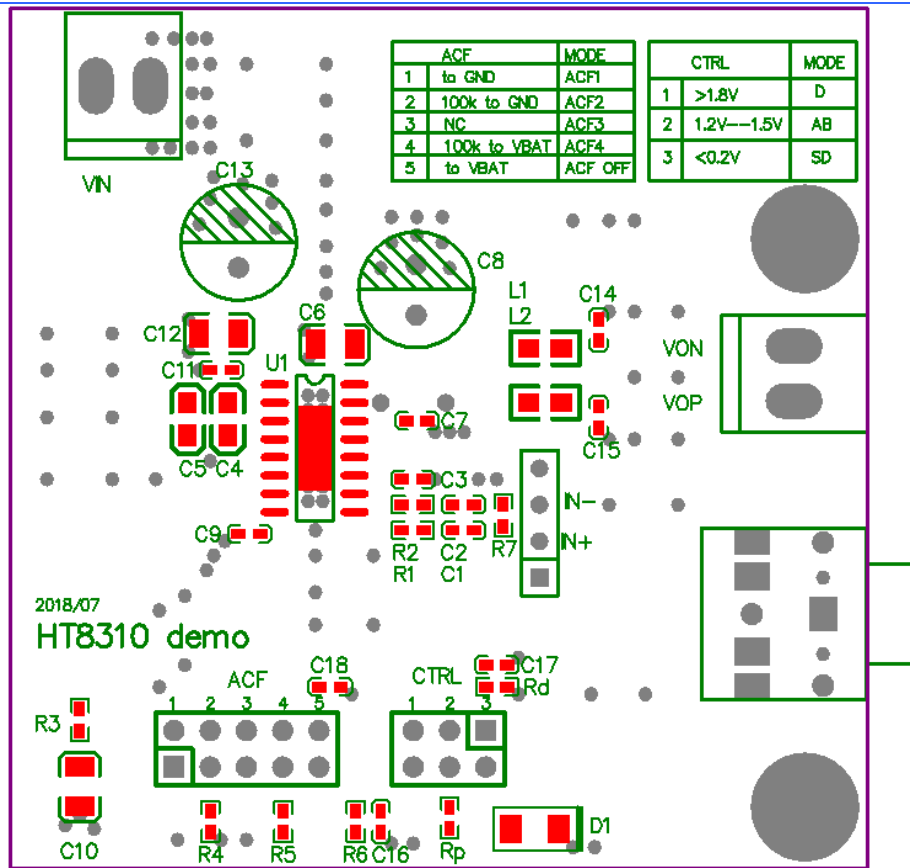 ACF MODE
1 to GND ACF1
2 100k to GND ACF2
3 NC ACF3
4 100k to VBAT ACF4
5 to VBAT ACF OFF
CTRL MODE
1 >1.8V D
2 1.2V--1.5V AB
3 <0.2V SD
VIN
C13
C8
L1
L2
C14
C12
C6
VON
C11
U1
VOP
C7
C15
C5 C4
C3
IN-
C9
R2 C2 R7 IN+
R1 C1
2018/07
HT8310 demo
C18
C17
ACF
CTRL
Rd
1 2 3 4 5
1 2 3
R3
D1
C10
R4 R5 R6 C16 Rp